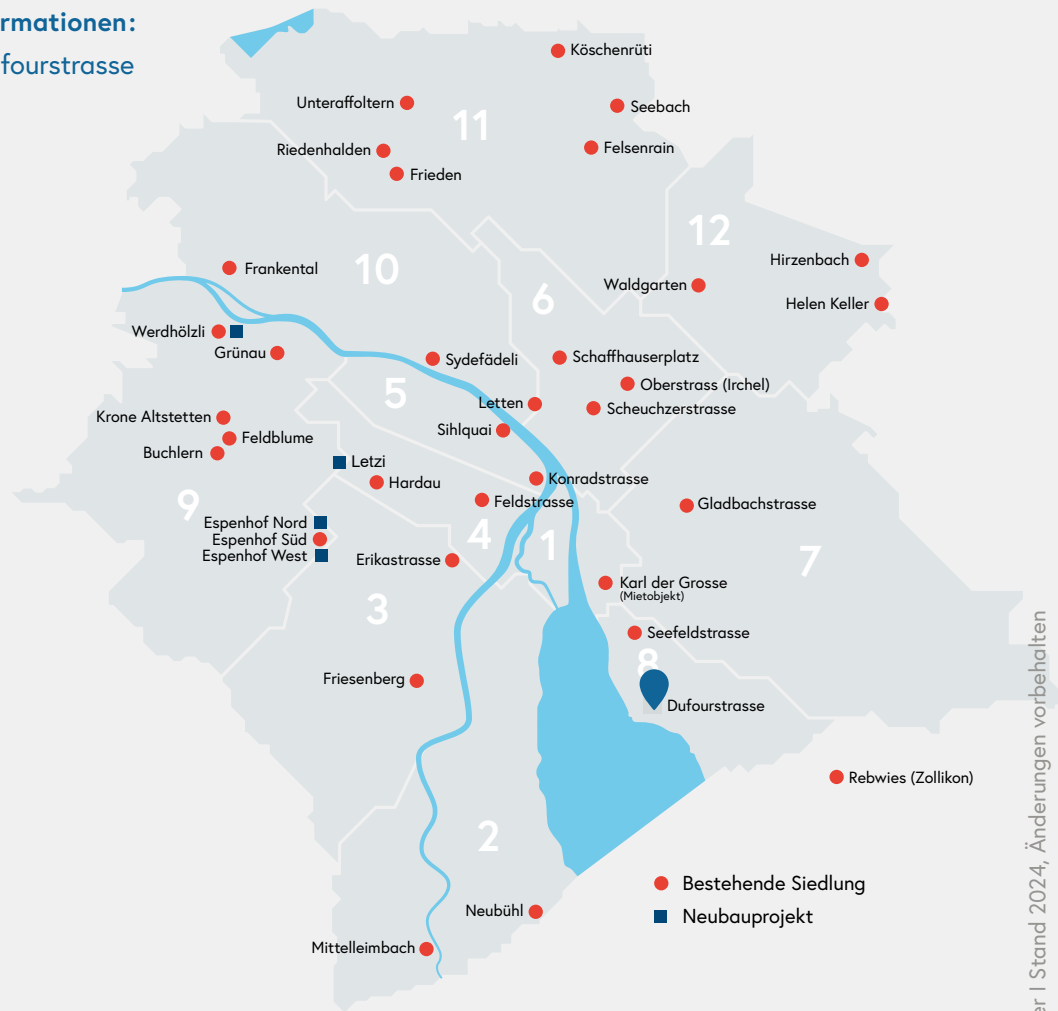 rmationen:
fourstrasse
Köschenrüti
Unteraffoltern
Seebach
11
Riedenhalden
Felsenrain
Frieden
12
Hirzenbach
Frankental
10
Waldgarten
6
Helen Keller
Werdhölzli
Grünau
Sydefädeli
Schaffhauserplatz
Oberstrass (Irchel)
5
Letten
Scheuchzerstrasse
Krone Altstetten
Sihlquai
Feldblume
Buchlern
Letzi
Hardau
Konradstrasse
9
Feldstrasse
Gladbachstrasse
Espenhof Nord
Espenhof Süd
Espenhof West
4
1
Erikastrasse
7
Karl der Grosse
(Mietobjekt)
3
Seefeldstrasse
8
Friesenberg
Dufourstrasse
Rebwies (Zollikon)
2
Bestehende Siedlung
Neubauprojekt
Neubühl
Mittelleimbach
er | Stand 2024, Änderungen vorbehalten